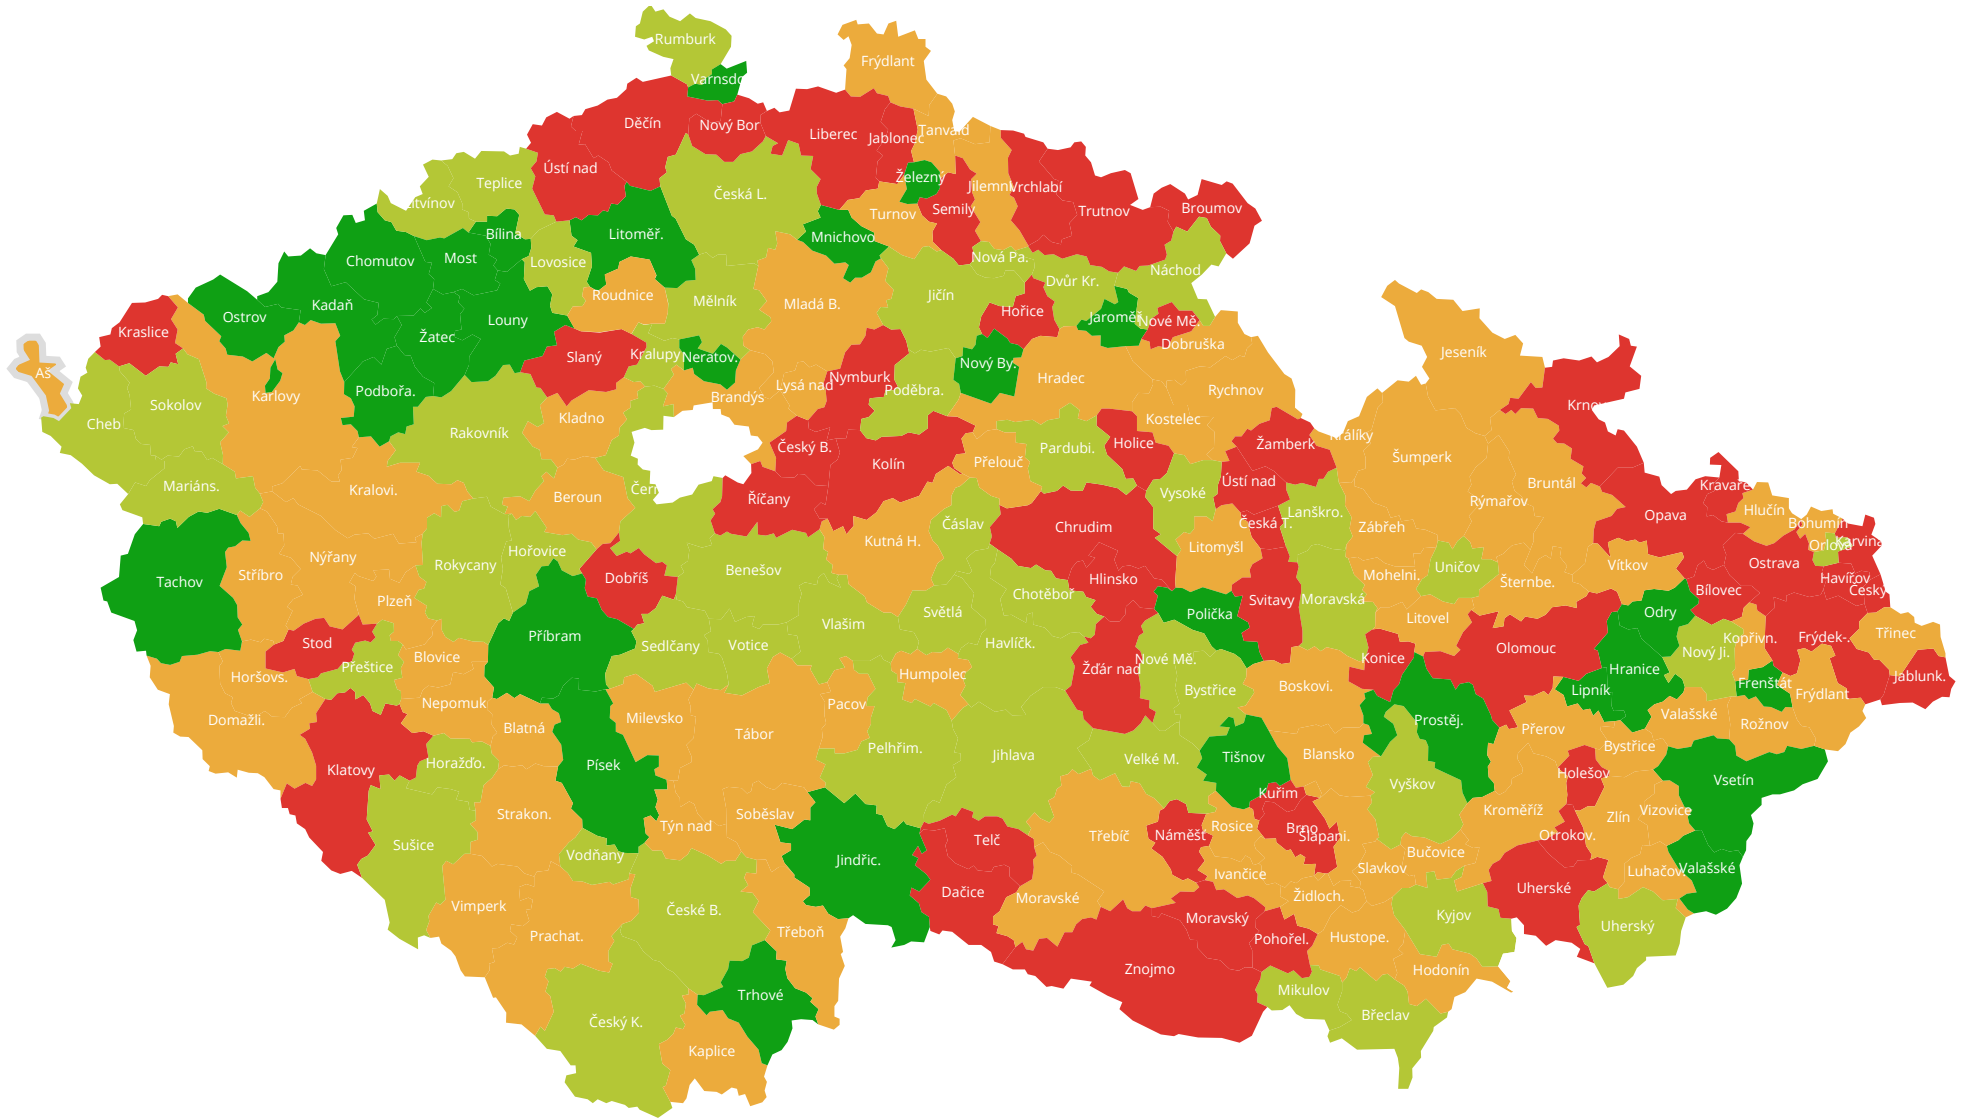 Rumburk
Frýdlant
Varnsdo
Děčín
Nový Bor
Liberec
Jablonec
Tanvald
Ústí nad
Teplice
Litvínov
Česká L.
Železný
Jilemni
Vrchlabí
Semily
Turnov
Trutnov
Broumov
Bílina
Litoměř.
Mnichovo
Most
Chomutov
Lovosice
Nová Pa.
Náchod
Dvůr Kr.
Roudnice
Mělník
Mladá B.
Jičín
Kadaň
Ostrov
Louny
Hořice
Jaroměř
Nové Mě.
Kraslice
Žatec
Dobruška
Slaný
Kralupy
Neratov.
Jeseník
Nový By.
Aš
Hradec
Nymburk
Lysá nad
Poděbra.
Podbořa.
Karlovy
Rychnov
Brandýs
Sokolov
Krnov
Kladno
Kostelec
Cheb
Rakovník
Králíky
Žamberk
Holice
Český B.
Pardubi.
Šumperk
Přelouč
Kolín
Mariáns.
Kralovi.
Beroun
Říčany
Vysoké
Ústí nad
Bruntál
Kravaře
Rýmařov
Hlučín
Lanškro.
Opava
Čáslav
Chrudim
Česká T.
Zábřeh
Bohumín
Karviná
Orlová
Kutná H.
Litomyšl
Hořovice
Nýřany
Rokycany
Ostrava
Vítkov
Uničov
Stříbro
Mohelni.
Benešov
Dobříš
Hlinsko
Havířov
Tachov
Šternbe.
Bílovec
Český
Chotěboř
Plzeň
Svitavy
Moravská
Světlá
Polička
Odry
Litovel
Vlašim
Příbram
Třinec
Frýdek-.
Kopřivn.
Stod
Havlíčk.
Sedlčany
Votice
Olomouc
Nový Ji.
Blovice
Konice
Nové Mě.
Přeštice
Žďár nad
Hranice
Humpolec
Jablunk.
Horšovs.
Frenštát
Boskovi.
Bystřice
Lipník
Frýdlant
Nepomuk
Pacov
Valašské
Milevsko
Domažli.
Prostěj.
Rožnov
Blatná
Přerov
Tábor
Pelhřim.
Bystřice
Jihlava
Blansko
Tišnov
Velké M.
Horažďo.
Písek
Klatovy
Holešov
Vsetín
Vyškov
Kuřim
Kroměříž
Vizovice
Strakon.
Soběslav
Zlín
Týn nad
Rosice
Brno
Třebíč
Náměšť
Šlapani.
Otrokov.
Telč
Sušice
Bučovice
Vodňany
Jindřic.
Slavkov
Valašské
Luhačov.
Ivančice
Uherské
Dačice
Židloch.
Moravské
Vimperk
České B.
Kyjov
Moravský
Uherský
Třeboň
Prachat.
Hustope.
Pohořel.
Znojmo
Hodonín
Mikulov
Trhové
Břeclav
Český K.
Kaplice